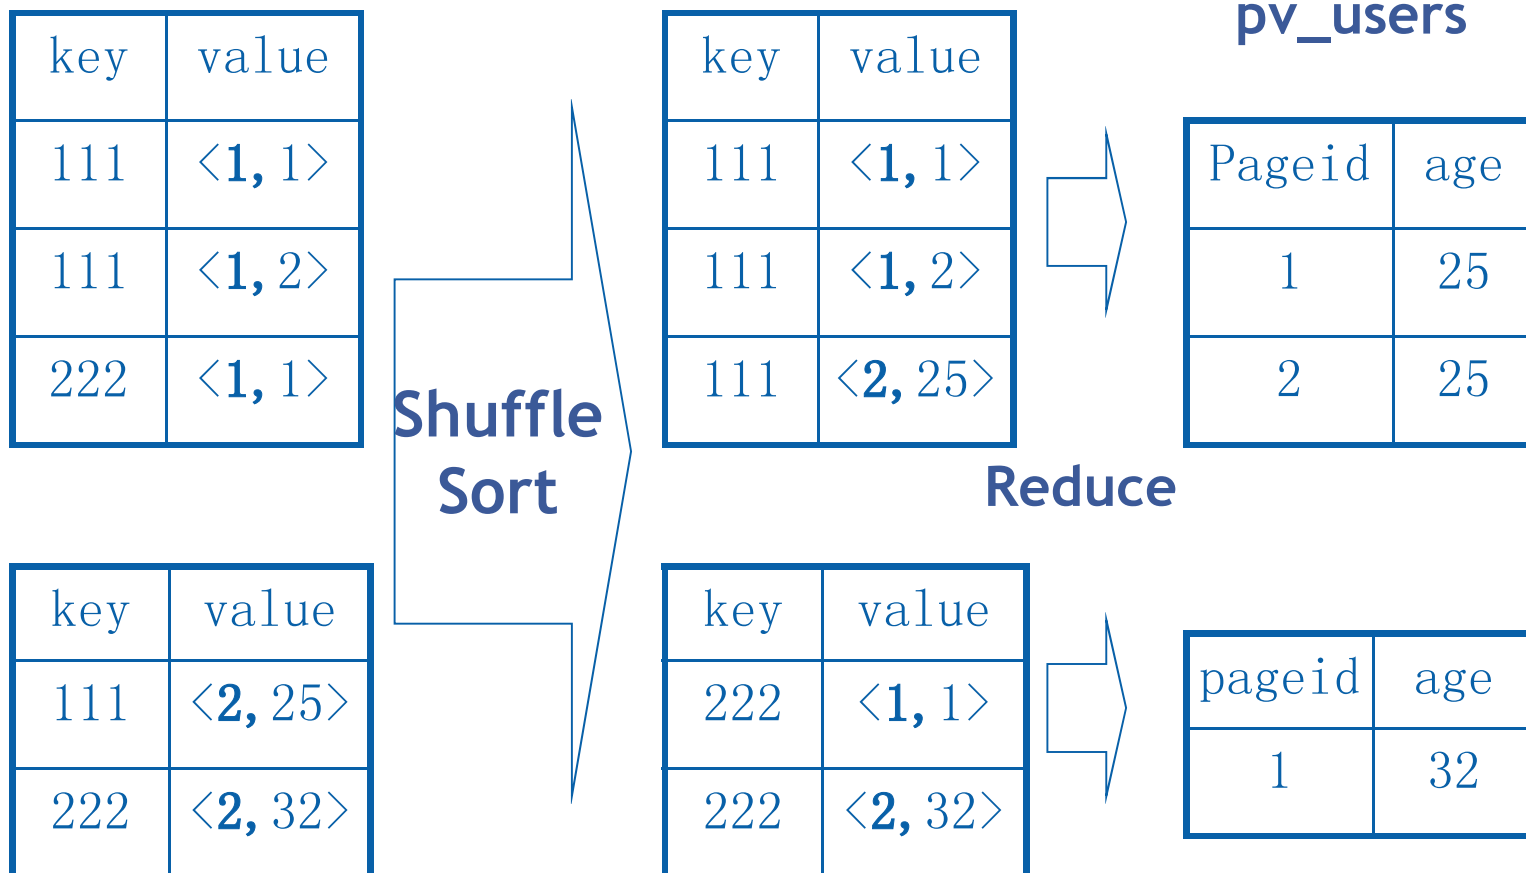 pv_users
key value
111 <1,1>
111 <1,2>
222 <1,1>
key value
111 <1,1>
111 <1,2>
111 <2,25>
Pageid age
1 25
2 25
Shuffle
Sort
Reduce
key value
111 <2,25>
222 <2,32>
key value
222 <1,1>
222 <2,32>
pageid age
1 32